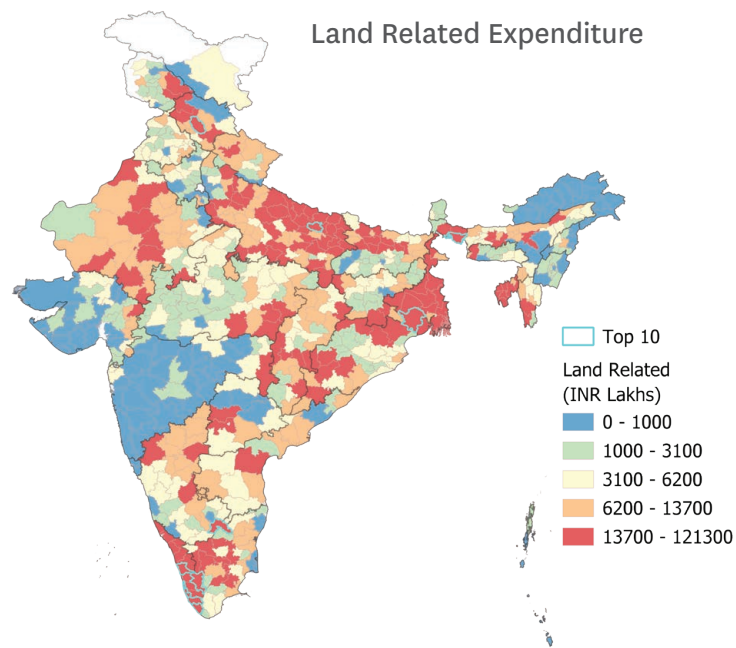 Land Related Expenditure
Top 10
Land Related
(INR Lakhs)
0 - 1000
1000 - 3100
3100 - 6200
6200 - 13700
13700 - 121300